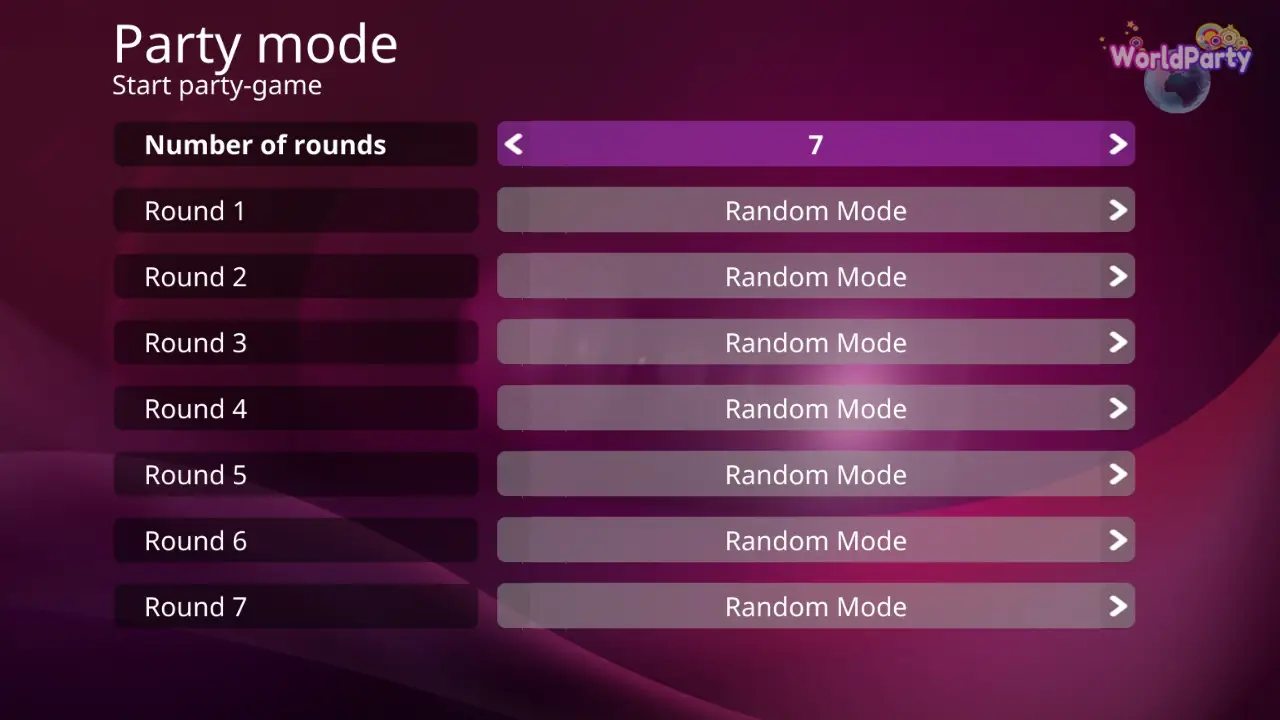 Party mode
Start party-game
WorldParty
Number of rounds
7
Round 1
Random Mode
Round 2
Random Mode
Round 3
Random Mode
Round 4
Random Mode
Round 5
Random Mode
Round 6
Random Mode
Round 7
Random Mode